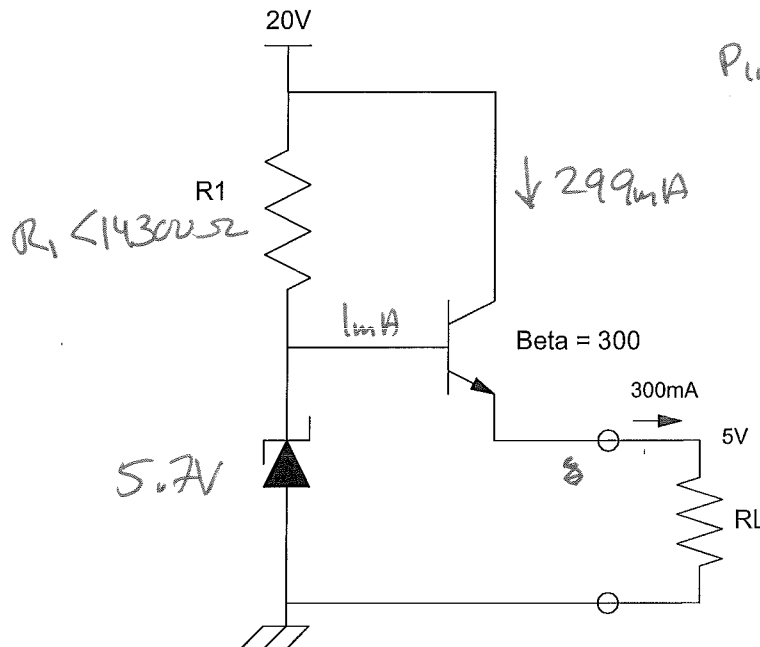 20V
R1
R1 <14300Ω
↓ 299mA
1mA
Beta = 300
300mA
5V
5.7V
RL